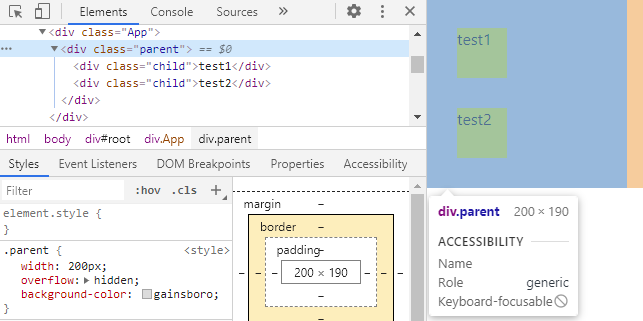 Elements Console Sources »
▼<div class="App">
··· ▼<div class="parent"> == $0
<div class="child">test1</div>
<div class="child">test2</div>
</div>
</div>
html body div#root div.App div.parent
Styles Event Listeners DOM Breakpoints Properties Accessibility
Filter :hov .cls +
element.style {
}
.parent { <style>
width: 200px;
overflow: ▶ hidden;
background-color: gainsboro;
}
margin –
border –
padding–
– – – 200 × 190 – – –
–
–
test1
test2
div.parent 200 × 190
ACCESSIBILITY
Name
Role generic
Keyboard-focusable